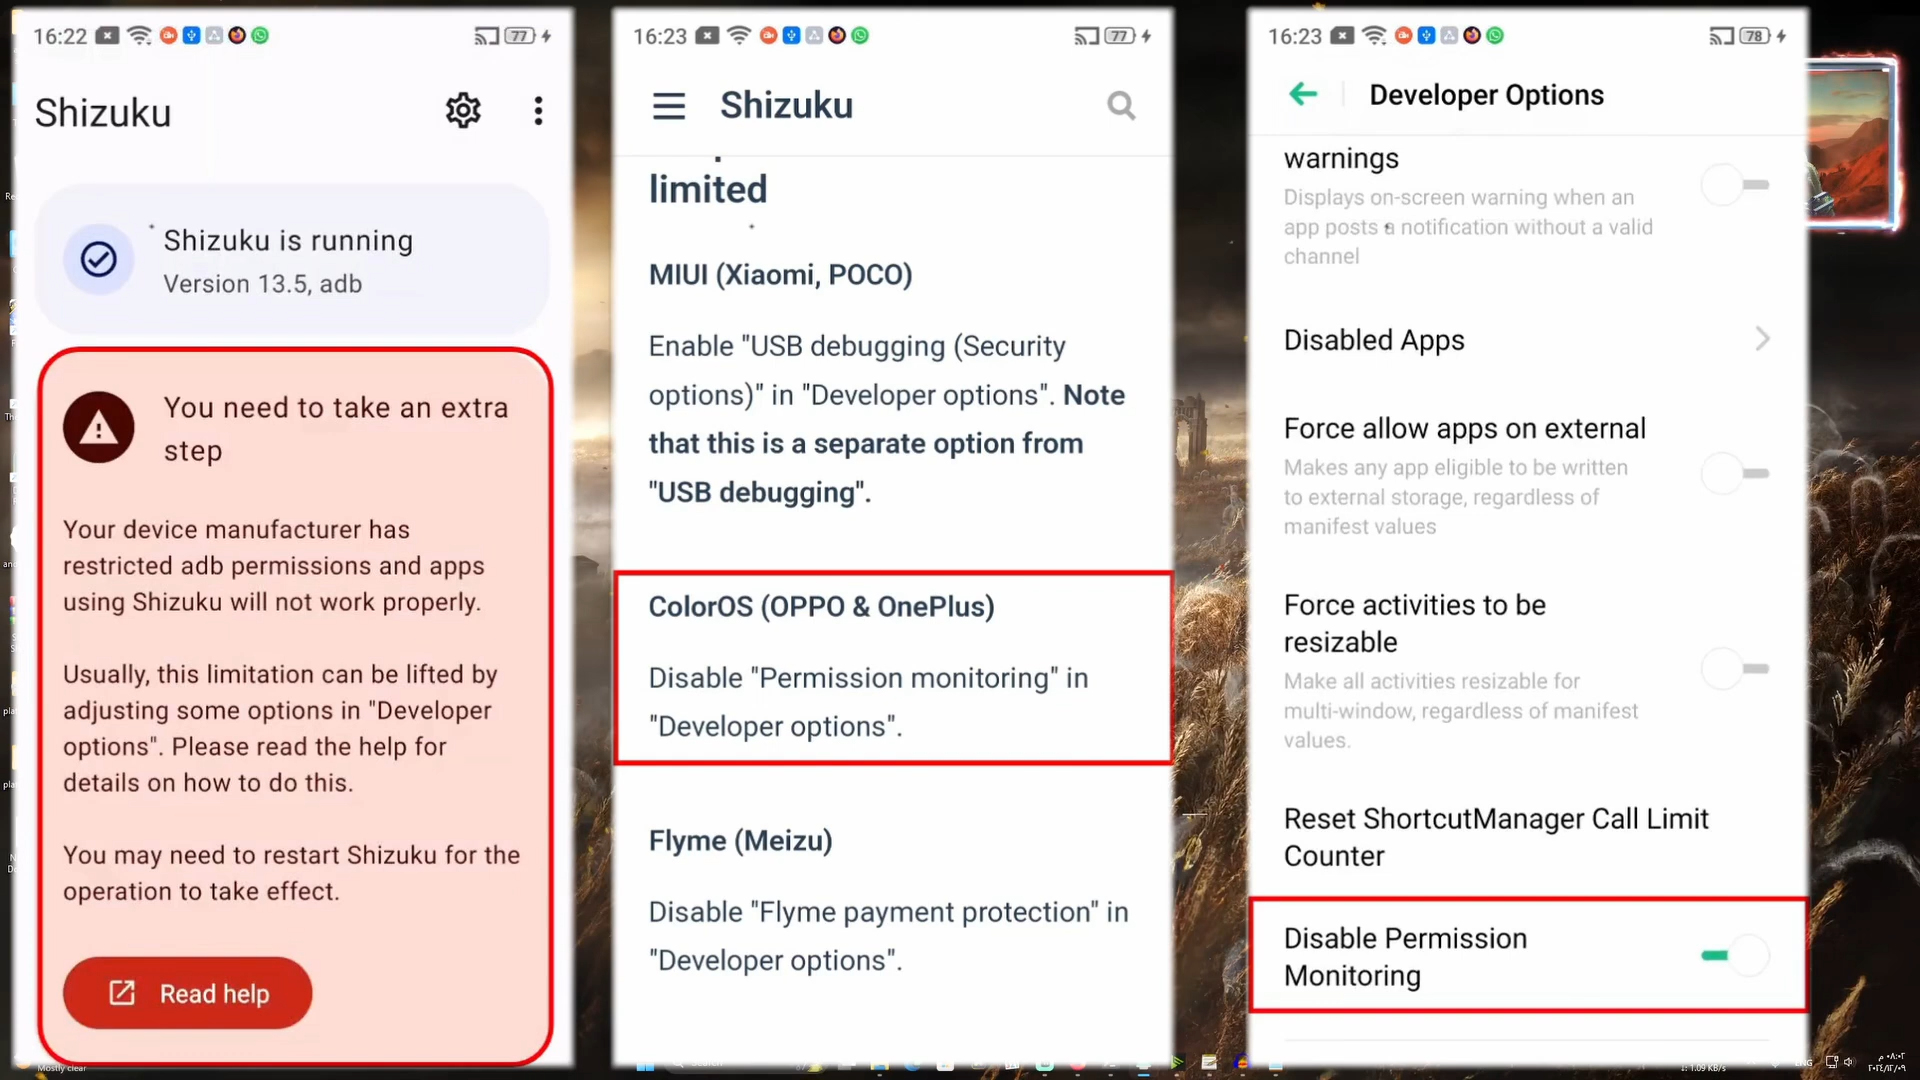 16:22
77
Shizuku
Shizuku is running
Version 13.5, adb
You need to take an extra
step
Your device manufacturer has
restricted adb permissions and apps
using Shizuku will not work properly.
Usually, this limitation can be lifted by
adjusting some options in "Developer
options". Please read the help for
details on how to do this.
You may need to restart Shizuku for the
operation to take effect.
Read help
16:23
77
Shizuku
limited
MIUI (Xiaomi, POCO)
Enable "USB debugging (Security
options)" in "Developer options". Note
that this is a separate option from
"USB debugging".
ColorOS (OPPO & OnePlus)
Disable "Permission monitoring" in
"Developer options".
Flyme (Meizu)
Disable "Flyme payment protection" in
"Developer options".
16:23
78
Developer Options
warnings
Displays on-screen warning when an
app posts a notification without a valid
channel
Disabled Apps
Force allow apps on external
Makes any app eligible to be written
to external storage, regardless of
manifest values
Force activities to be
resizable
Make all activities resizable for
multi-window, regardless of manifest
values.
Reset ShortcutManager Call Limit
Counter
Disable Permission
Monitoring
Mostly clear
Search
ENG
1.09 KB/s